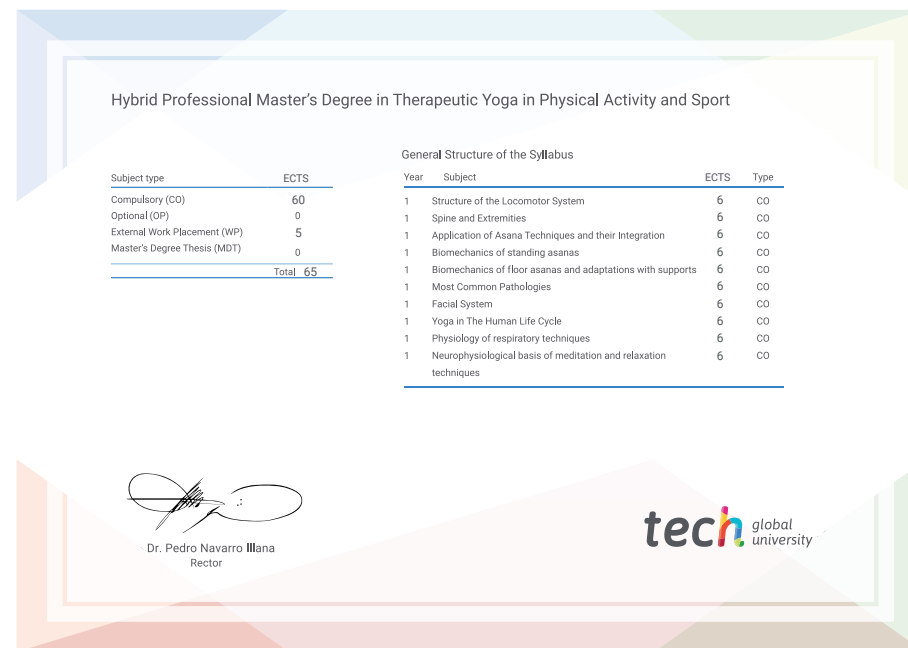 Hybrid Professional Master's Degree in Therapeutic Yoga in Physical Activity and Sport
Subject type ECTS
Compulsory (CO) 60
Optional (OP) 0
External Work Placement (WP) 5
Master's Degree Thesis (MDT) 0
Total 65
General Structure of the Syllabus
Year Subject ECTS Type
1 Structure of the Locomotor System 6 CO
1 Spine and Extremities 6 CO
1 Application of Asana Techniques and their Integration 6 CO
1 Biomechanics of standing asanas 6 CO
1 Biomechanics of floor asanas and adaptations with supports 6 CO
1 Most Common Pathologies 6 CO
1 Facial System 6 CO
1 Yoga in The Human Life Cycle 6 CO
1 Physiology of respiratory techniques 6 CO
1 Neurophysiological basis of meditation and relaxation 6 CO
techniques
Dr. Pedro Navarro Illana
Rector
tech global
university